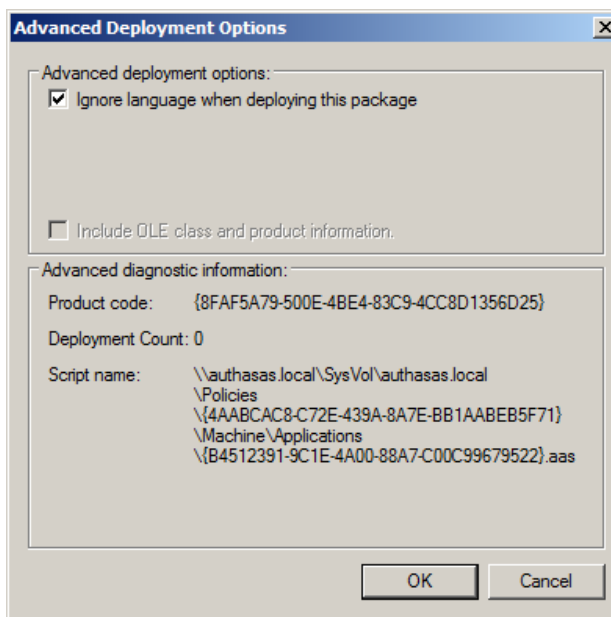 Advanced Deployment Options
Advanced deployment options:
Ignore language when deploying this package
Include OLE class and product information.
Advanced diagnostic information:
Product code: {8FAF5A79-500E-4BE4-83C9-4CC8D1356D25}
Deployment Count: 0
Script name: \\authasas.local\SysVol\authasas.local
\Policies
\{4AABCAC8-C72E-439A-8A7E-BB1AABEB5F71}
\Machine\Applications
\{B4512391-9C1E-4A00-88A7-C00C99679522}.aas
OK Cancel